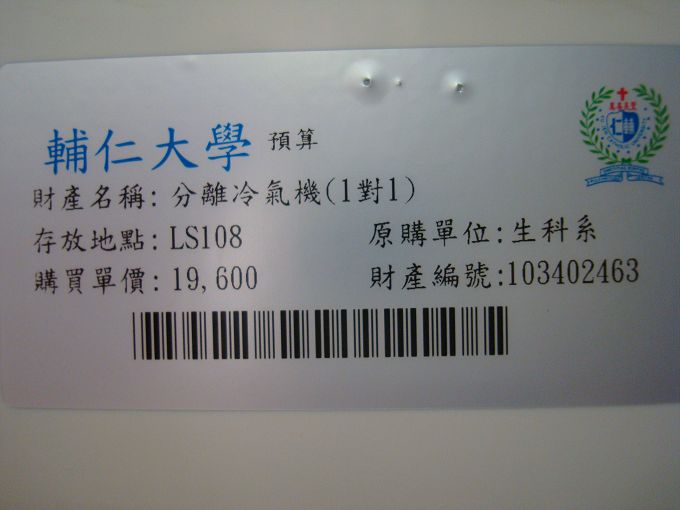 輔仁大學 預算
財產名稱: 分離冷氣機(1對1)
存放地點: LS108 原購單位:生科系
購買單價: 19,600 財產編號:103402463